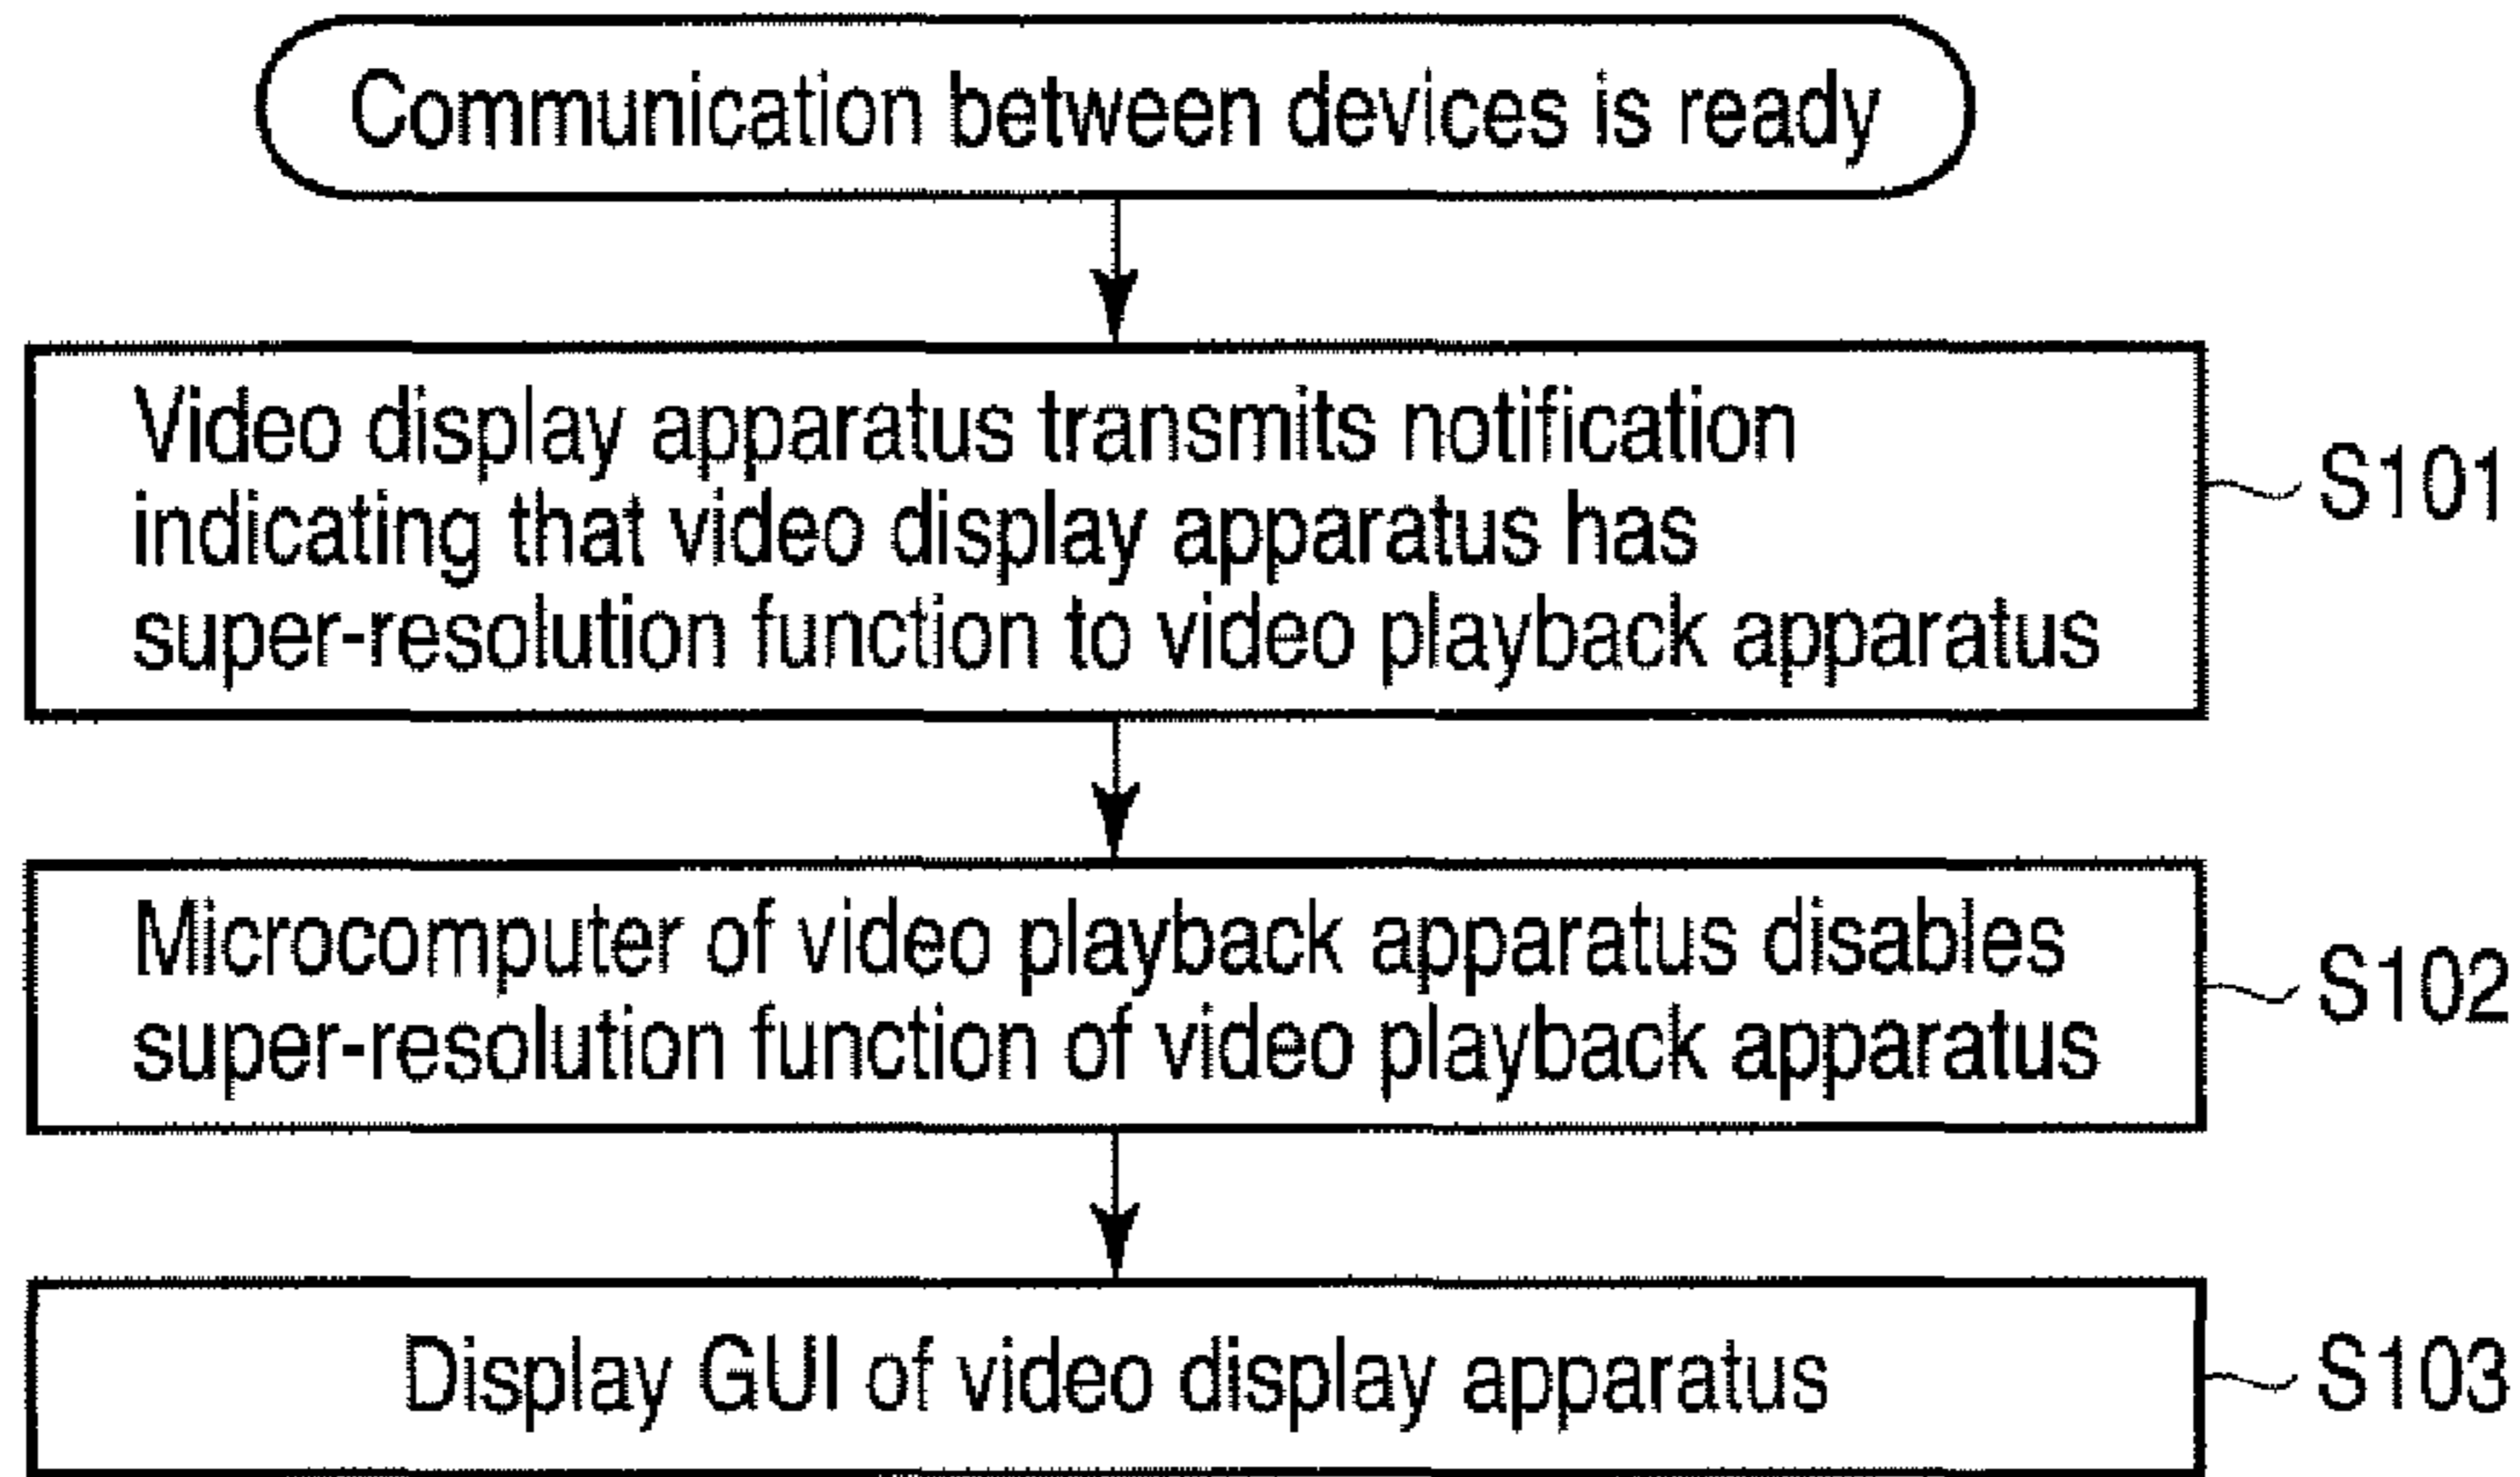 Communication between devices is ready
Video display apparatus transmits notification
indicating that video display apparatus has
super-resolution function to video playback apparatus
S101
Microcomputer of video playback apparatus disables
super-resolution function of video playback apparatus
S102
Display GUI of video display apparatus
S103